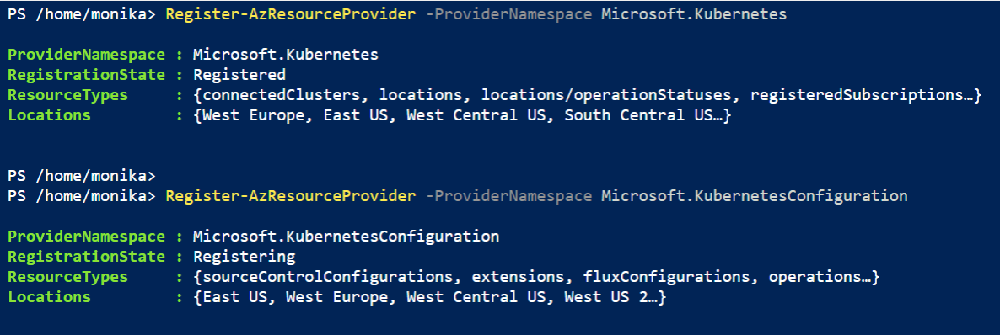 PS /home/monika> Register-AzResourceProvider -ProviderNamespace Microsoft.Kubernetes
ProviderNamespace : Microsoft.Kubernetes
RegistrationState : Registered
ResourceTypes     : {connectedClusters, locations, locations/operationStatuses, registeredSubscriptions…}
Locations         : {West Europe, East US, West Central US, South Central US…}
PS /home/monika>
PS /home/monika> Register-AzResourceProvider -ProviderNamespace Microsoft.KubernetesConfiguration
ProviderNamespace : Microsoft.KubernetesConfiguration
RegistrationState : Registering
ResourceTypes     : {sourceControlConfigurations, extensions, fluxConfigurations, operations…}
Locations         : {East US, West Europe, West Central US, West US 2…}